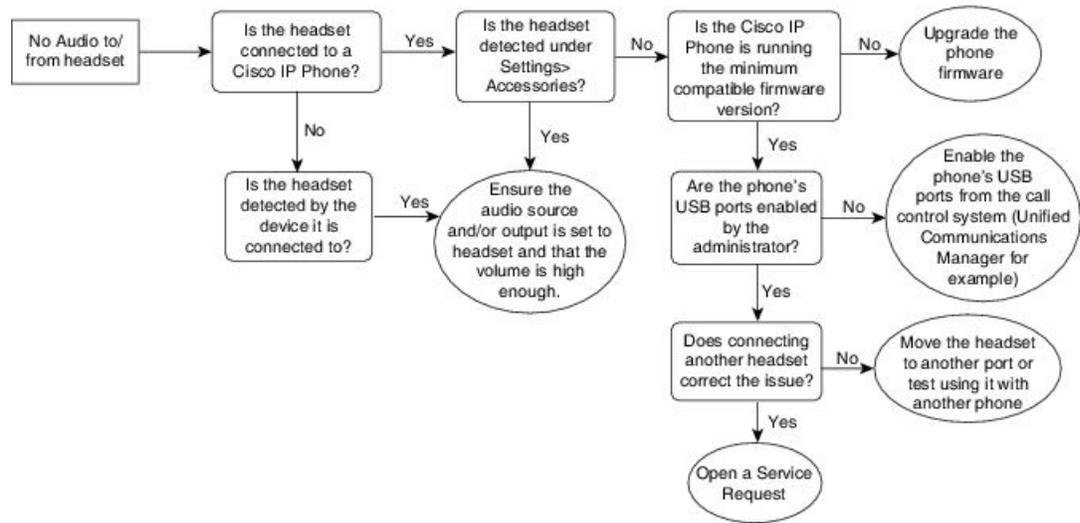 No Audio to/
from headset
Is the headset
connected to a
Cisco IP Phone?
Yes
Is the headset
detected under
Settings>
Accessories?
No
Is the Cisco IP
Phone is running
the minimum
compatible firmware
version?
No
Upgrade the
phone
firmware
No
Yes
Yes
Is the headset
detected by the
device it is
connected to?
Yes
Ensure the
audio source
and/or output is set to
headset and that the
volume is high
enough.
Are the phone's
USB ports enabled
by the
administrator?
No
Enable the
phone's USB
ports from the call
control system (Unified
Communications
Manager for
example)
Yes
Does connecting
another headset
correct the issue?
No
Move the headset
to another port or
test using it with
another phone
Yes
Open a Service
Request